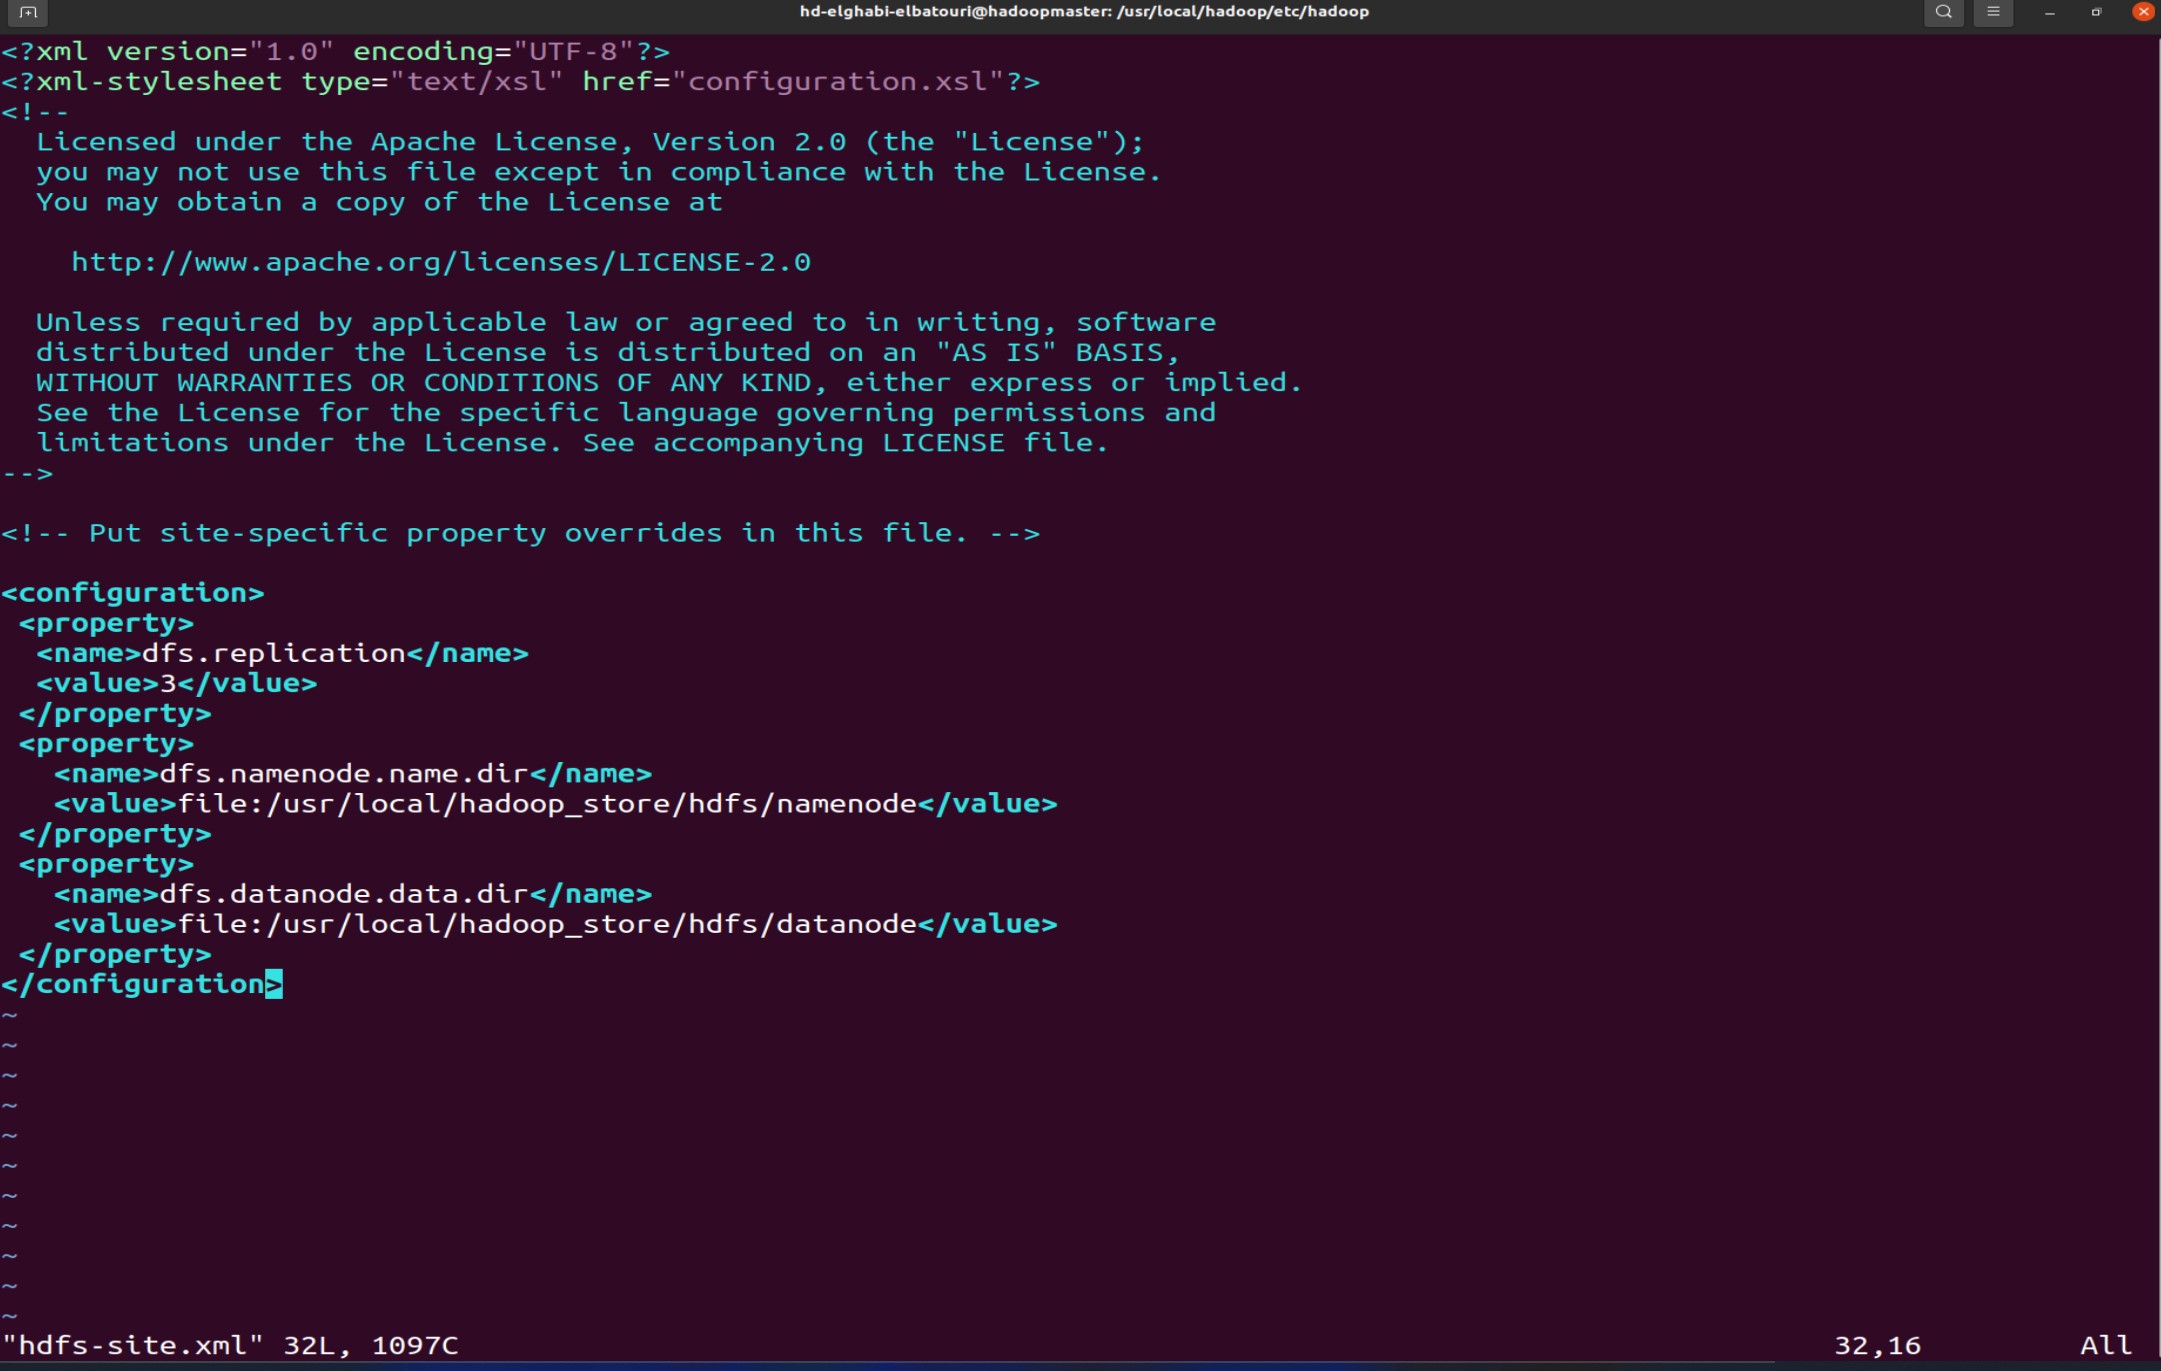 hd-elghabi-elbatouri@hadoopmaster: /usr/local/hadoop/etc/hadoop
<?xml version="1.0" encoding="UTF-8"?>
<?xml-stylesheet type="text/xsl" href="configuration.xsl"?>
<!--
  Licensed under the Apache License, Version 2.0 (the "License");
  you may not use this file except in compliance with the License.
  You may obtain a copy of the License at

    http://www.apache.org/licenses/LICENSE-2.0

  Unless required by applicable law or agreed to in writing, software
  distributed under the License is distributed on an "AS IS" BASIS,
  WITHOUT WARRANTIES OR CONDITIONS OF ANY KIND, either express or implied.
  See the License for the specific language governing permissions and
  limitations under the License. See accompanying LICENSE file.
-->

<!-- Put site-specific property overrides in this file. -->

<configuration>
 <property>
  <name>dfs.replication</name>
  <value>3</value>
 </property>
 <property>
   <name>dfs.namenode.name.dir</name>
   <value>file:/usr/local/hadoop_store/hdfs/namenode</value>
 </property>
 <property>
   <name>dfs.datanode.data.dir</name>
   <value>file:/usr/local/hadoop_store/hdfs/datanode</value>
 </property>
</configuration>
~
~
~
~
~
~
~
~
~
~
~
"hdfs-site.xml" 32L, 1097C 32,16 All